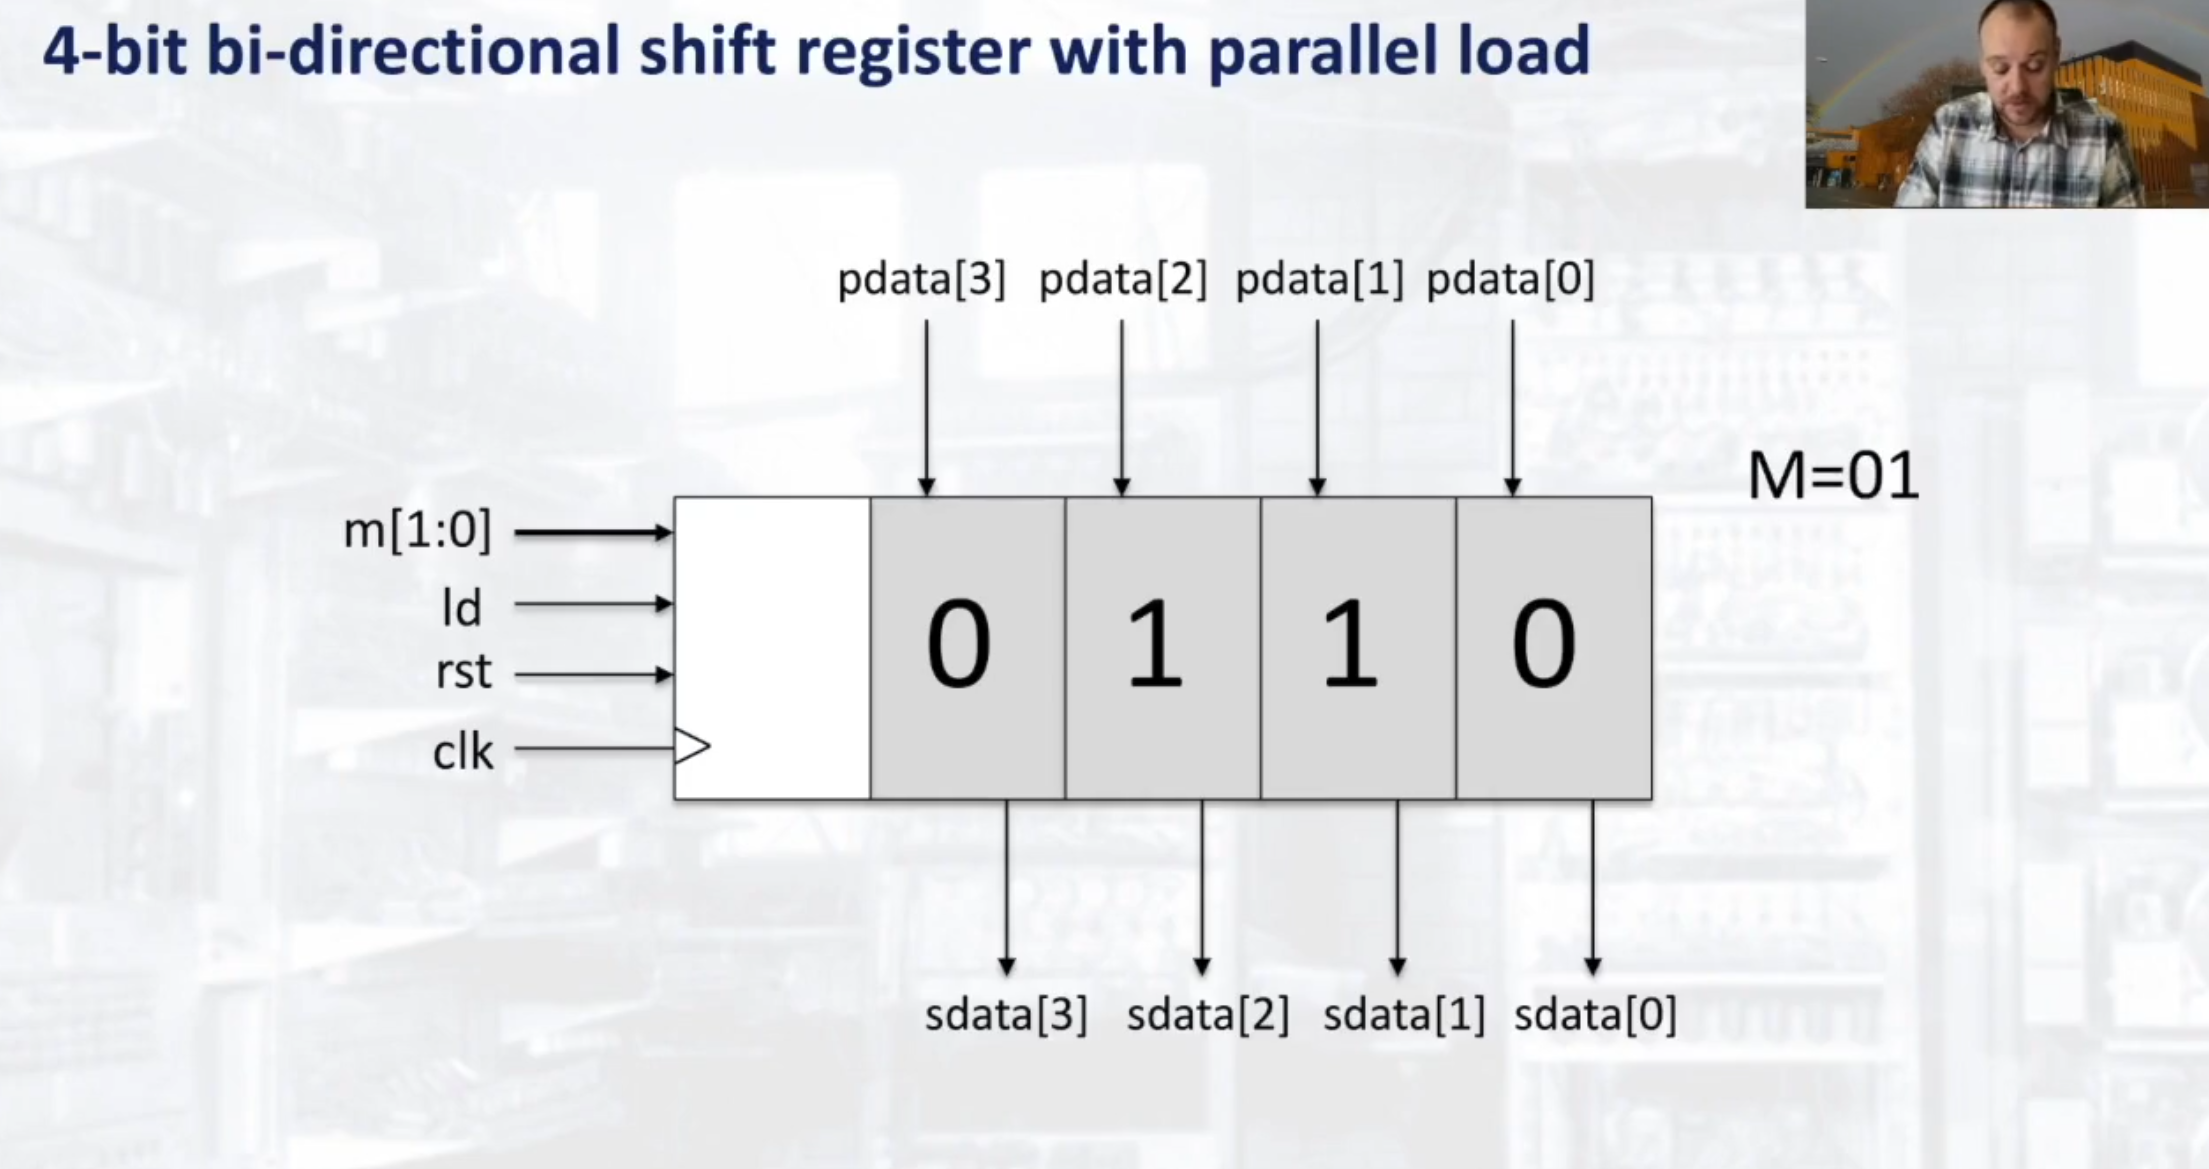 4-bit bi-directional shift register with parallel load
pdata[3] pdata[2] pdata[1] pdata[0]
M=01
m[1:0]
ld
rst
clk
0 1 1 0
sdata[3] sdata[2] sdata[1] sdata[0]